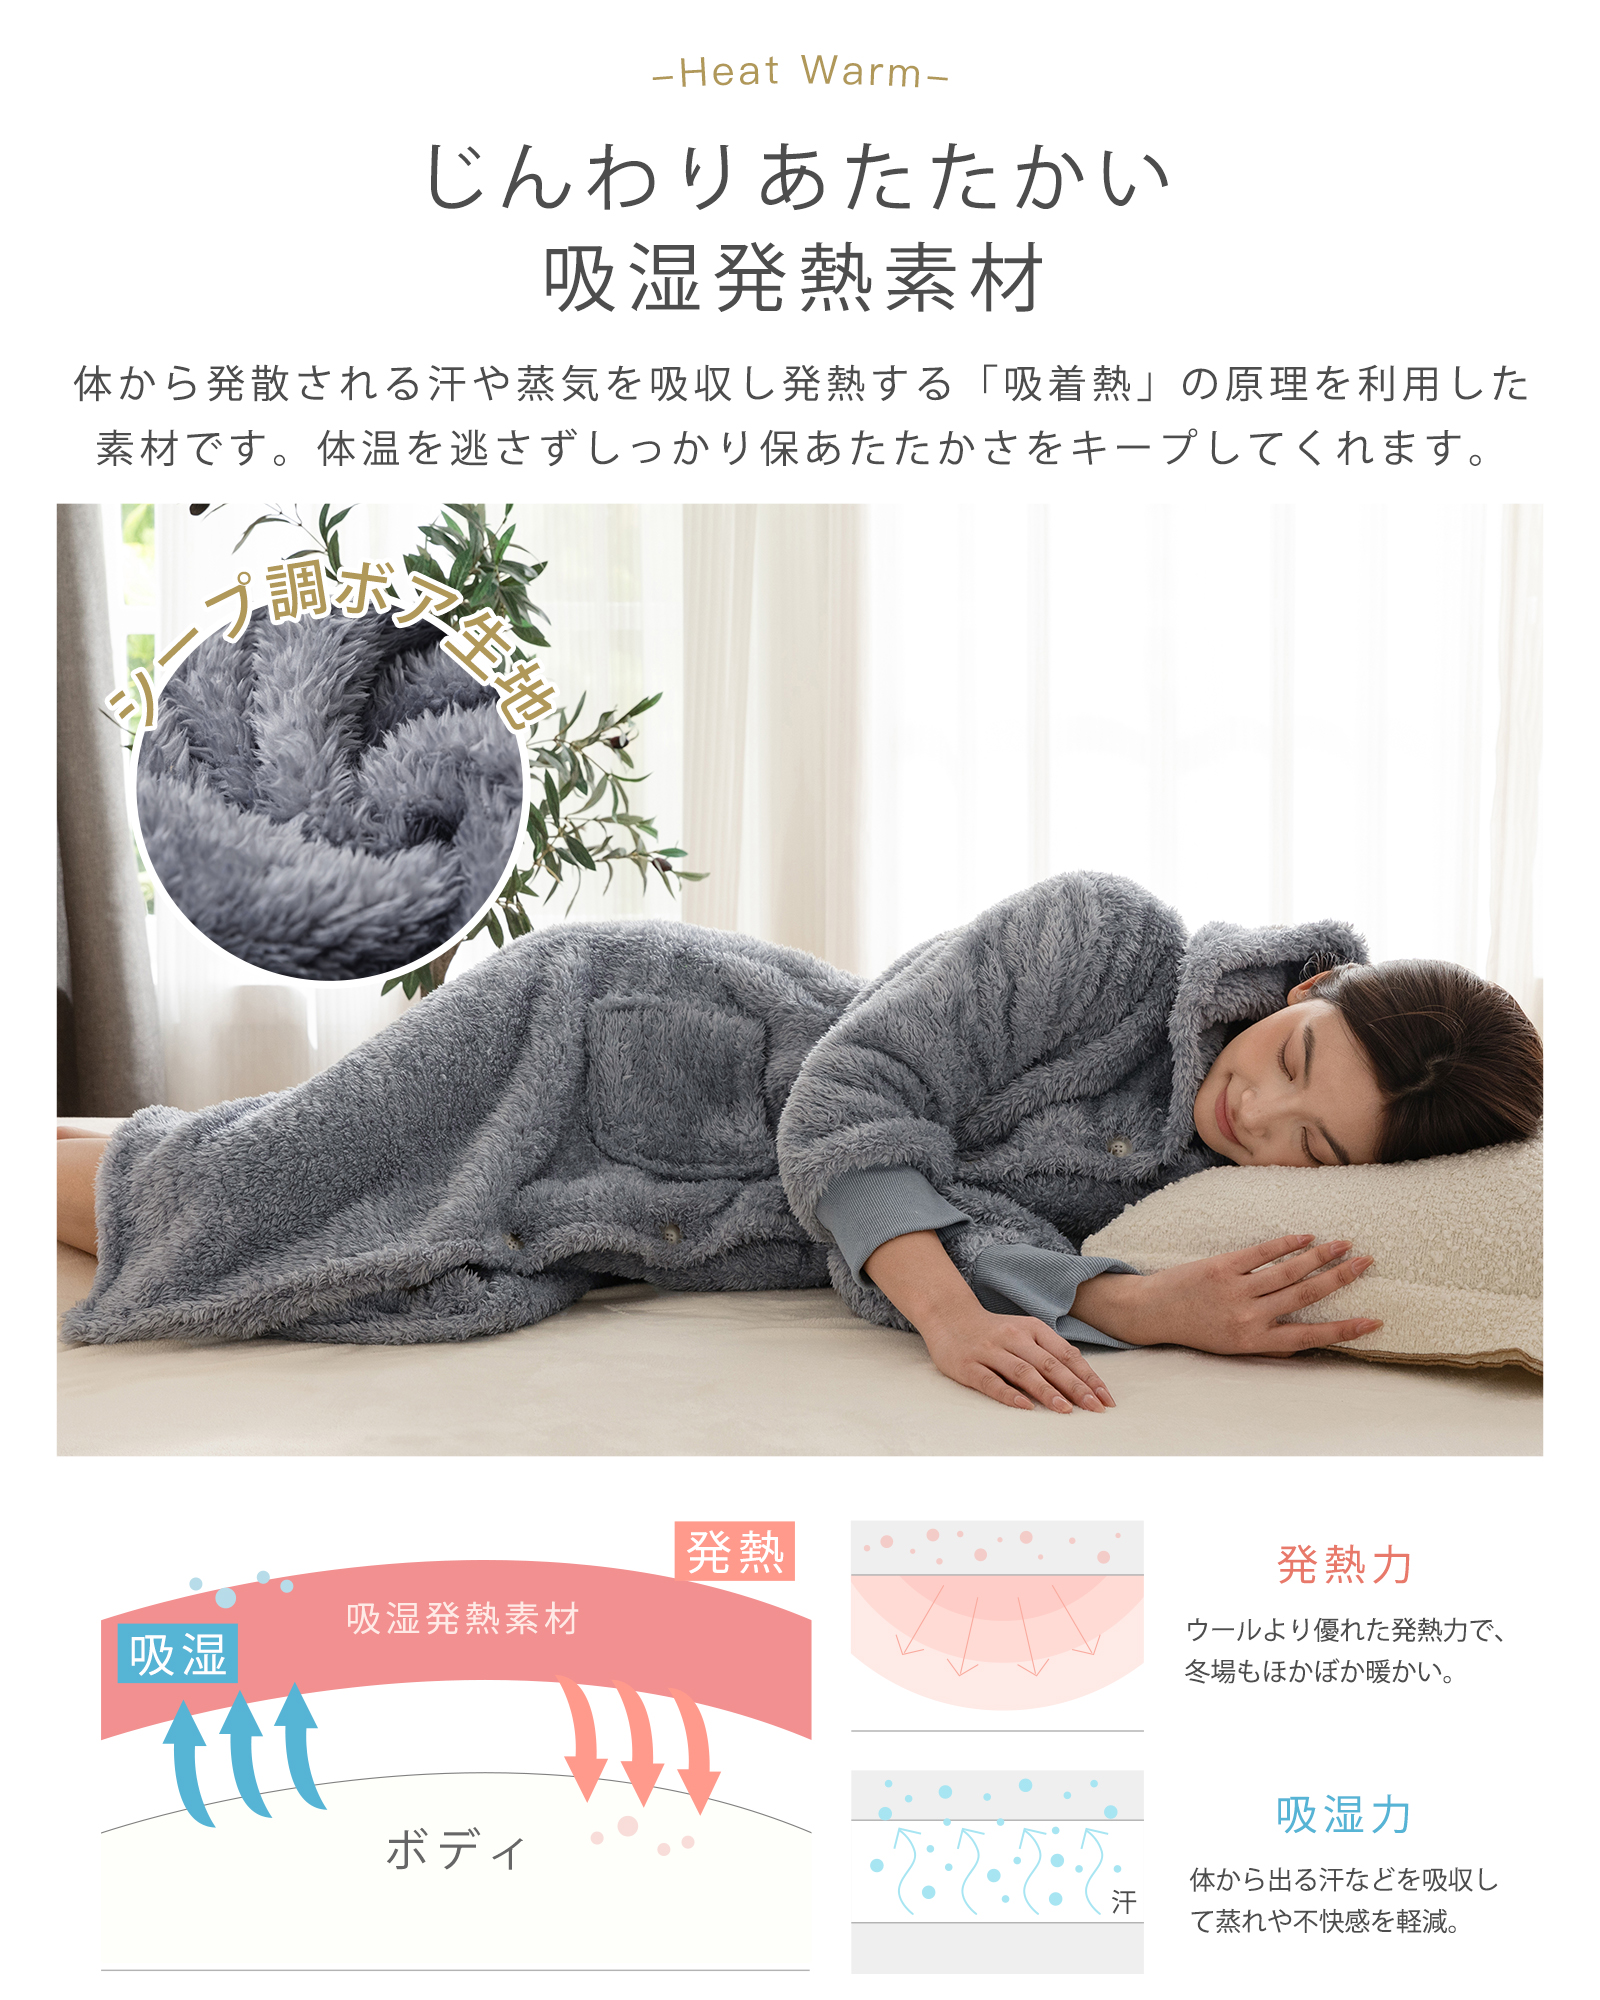 –Heat Warm–
じんわりあたたかい
吸湿発熱素材
体から発散される汗や蒸気を吸収し発熱する「吸着熱」の原理を利用した
素材です。体温を逃さずしっかり保あたたかさをキープしてくれます。
シープ調ボア生地
発熱
吸湿発熱素材
吸湿
ボディ
発熱力
ウールより優れた発熱力で、
冬場もほかぽか暖かい。
吸湿力
体から出る汗などを吸収し
て蒸れや不快感を軽減。
汗